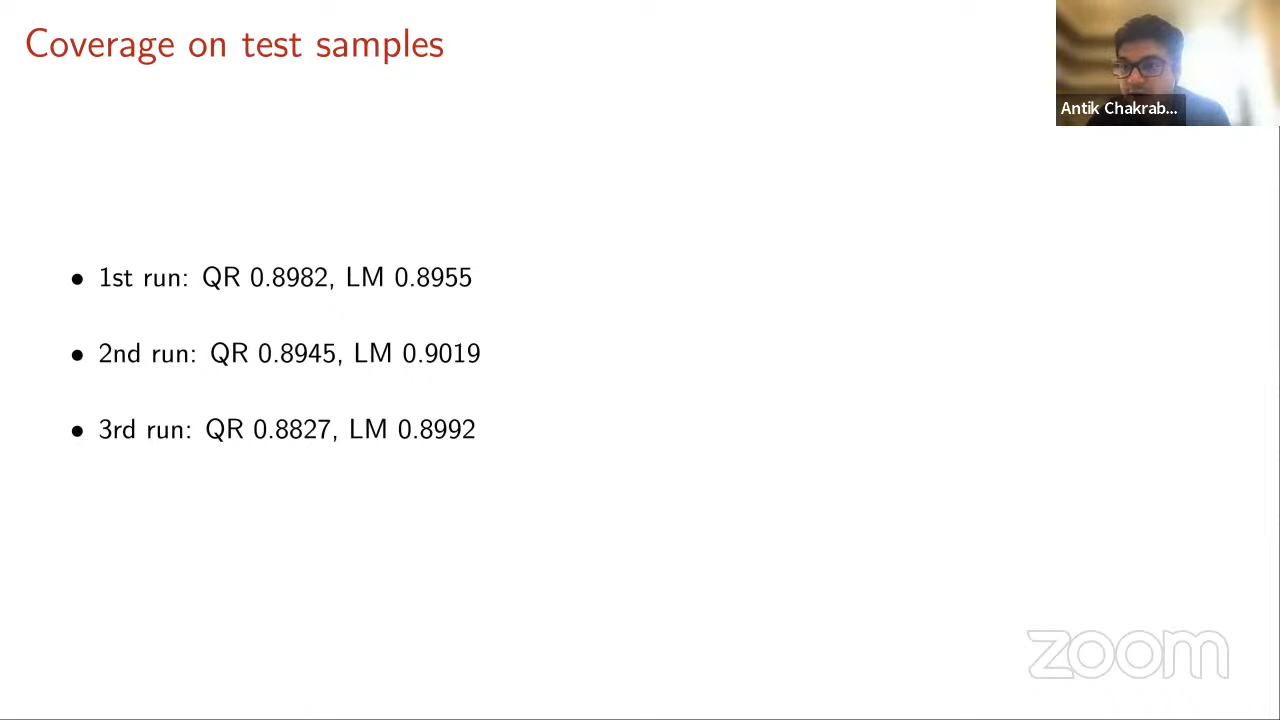 Coverage on test samples
Antik Chakrab...
• 1st run: QR 0.8982, LM 0.8955
• 2nd run: QR 0.8945, LM 0.9019
• 3rd run: QR 0.8827, LM 0.8992
zoom